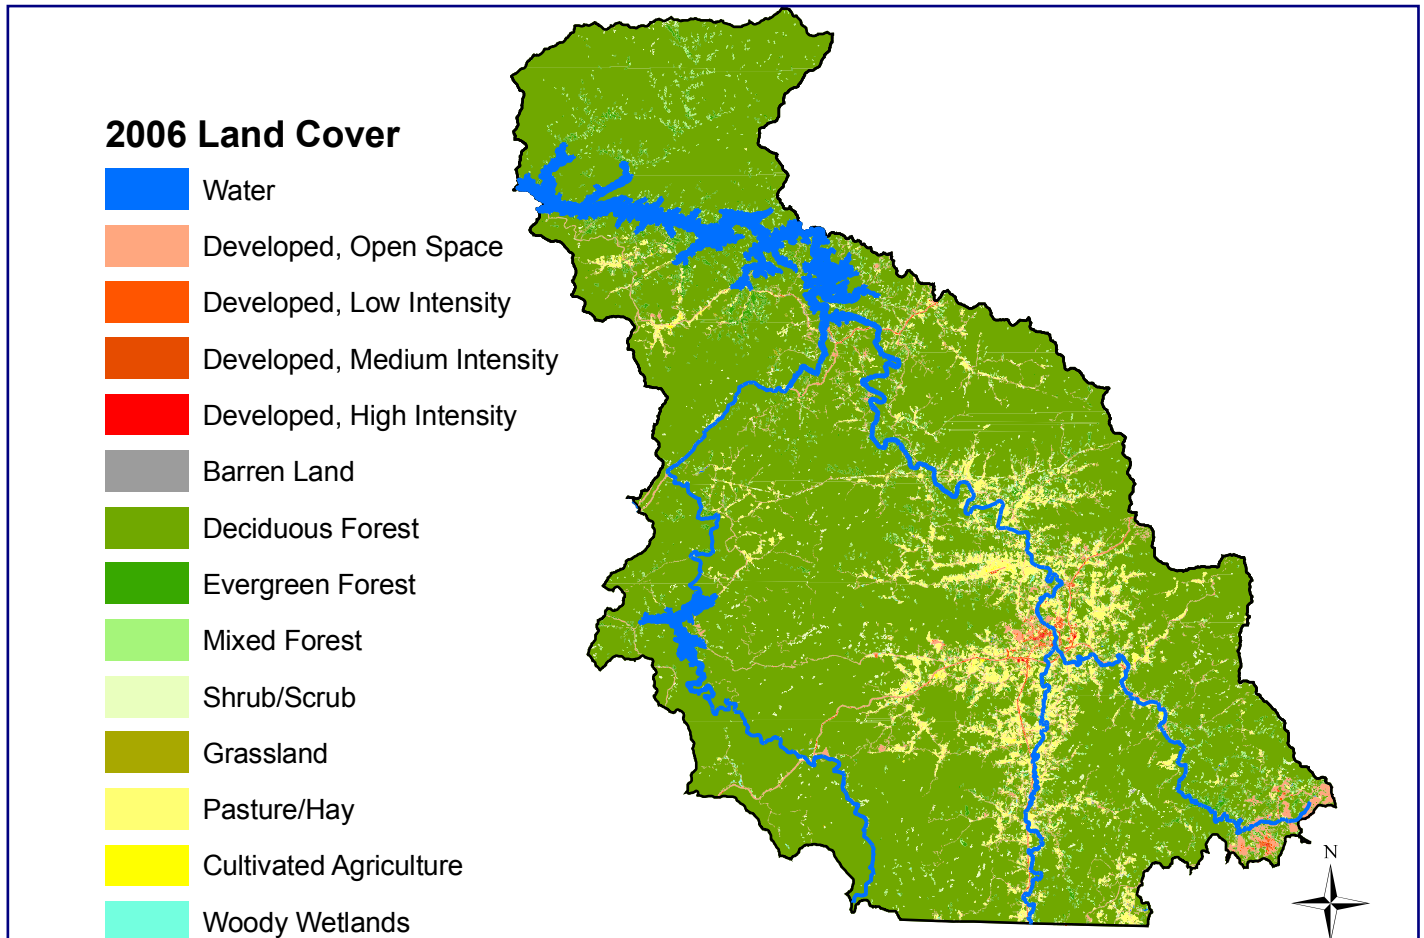 2006 Land Cover
Water
Developed, Open Space
Developed, Low Intensity
Developed, Medium Intensity
Developed, High Intensity
Barren Land
Deciduous Forest
Evergreen Forest
Mixed Forest
Shrub/Scrub
Grassland
Pasture/Hay
Cultivated Agriculture
Woody Wetlands
N